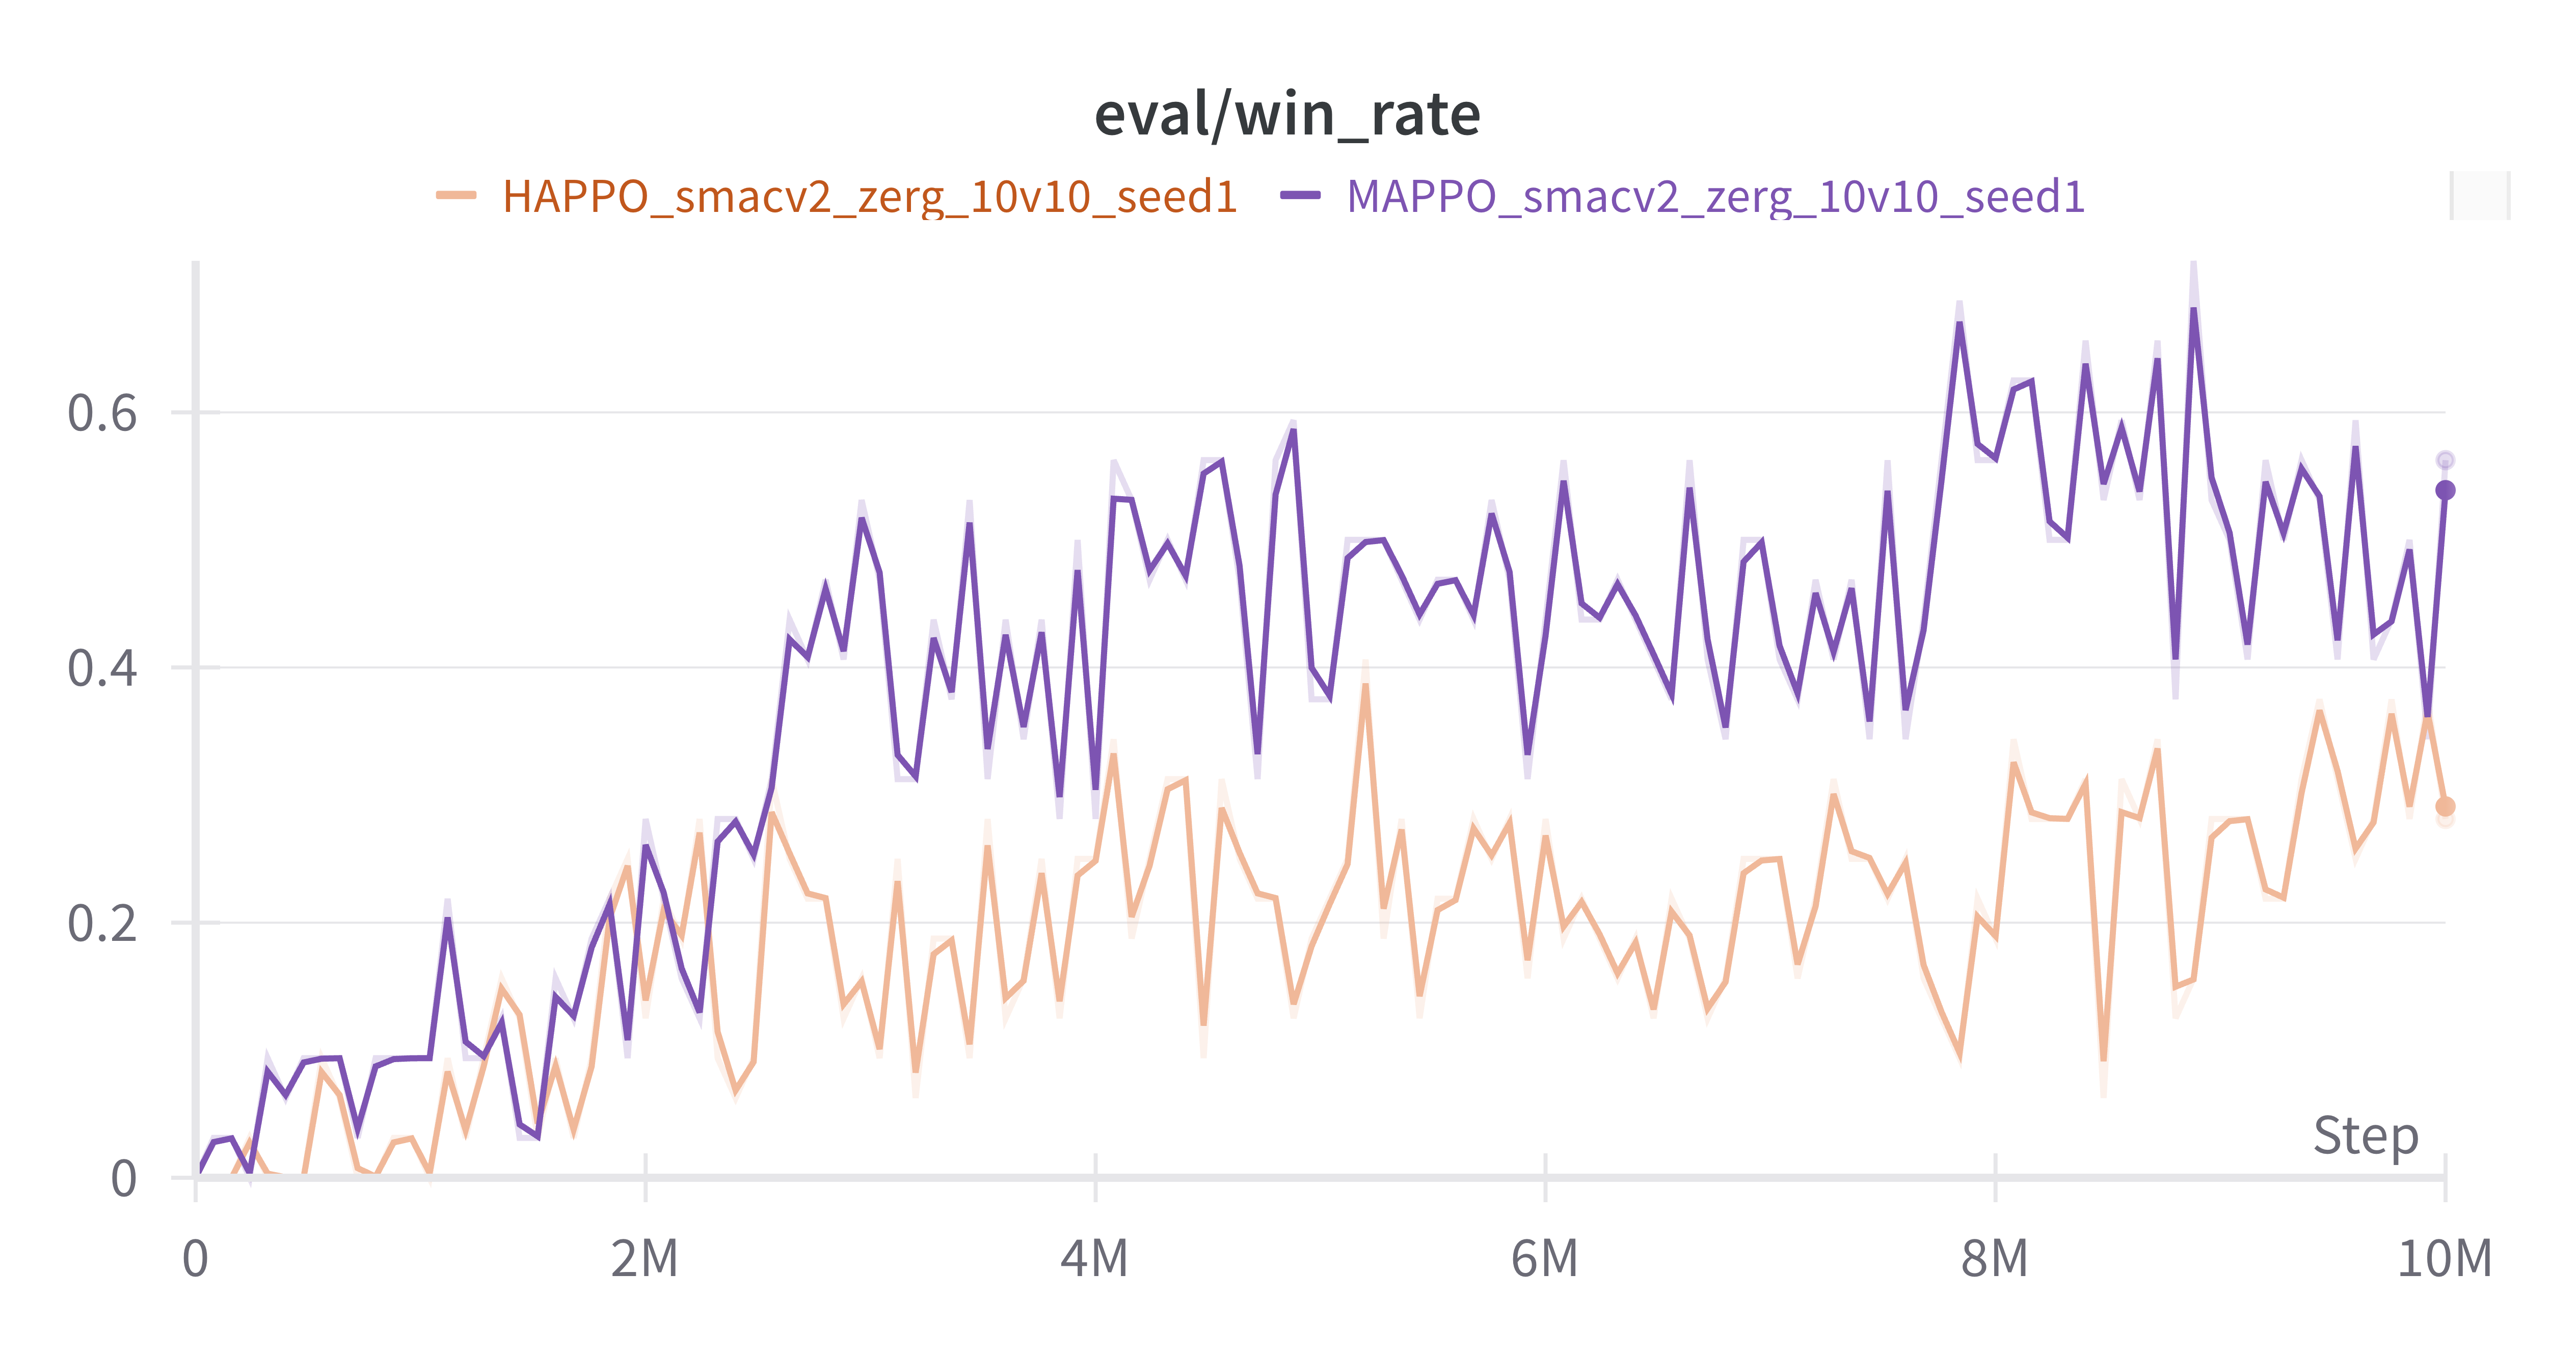 eval/win_rate
HAPPO_smacv2_zerg_10v10_seed1 MAPPO_smacv2_zerg_10v10_seed1
0.6
0.4
0.2
0
Step
0 2M 4M 6M 8M 10M